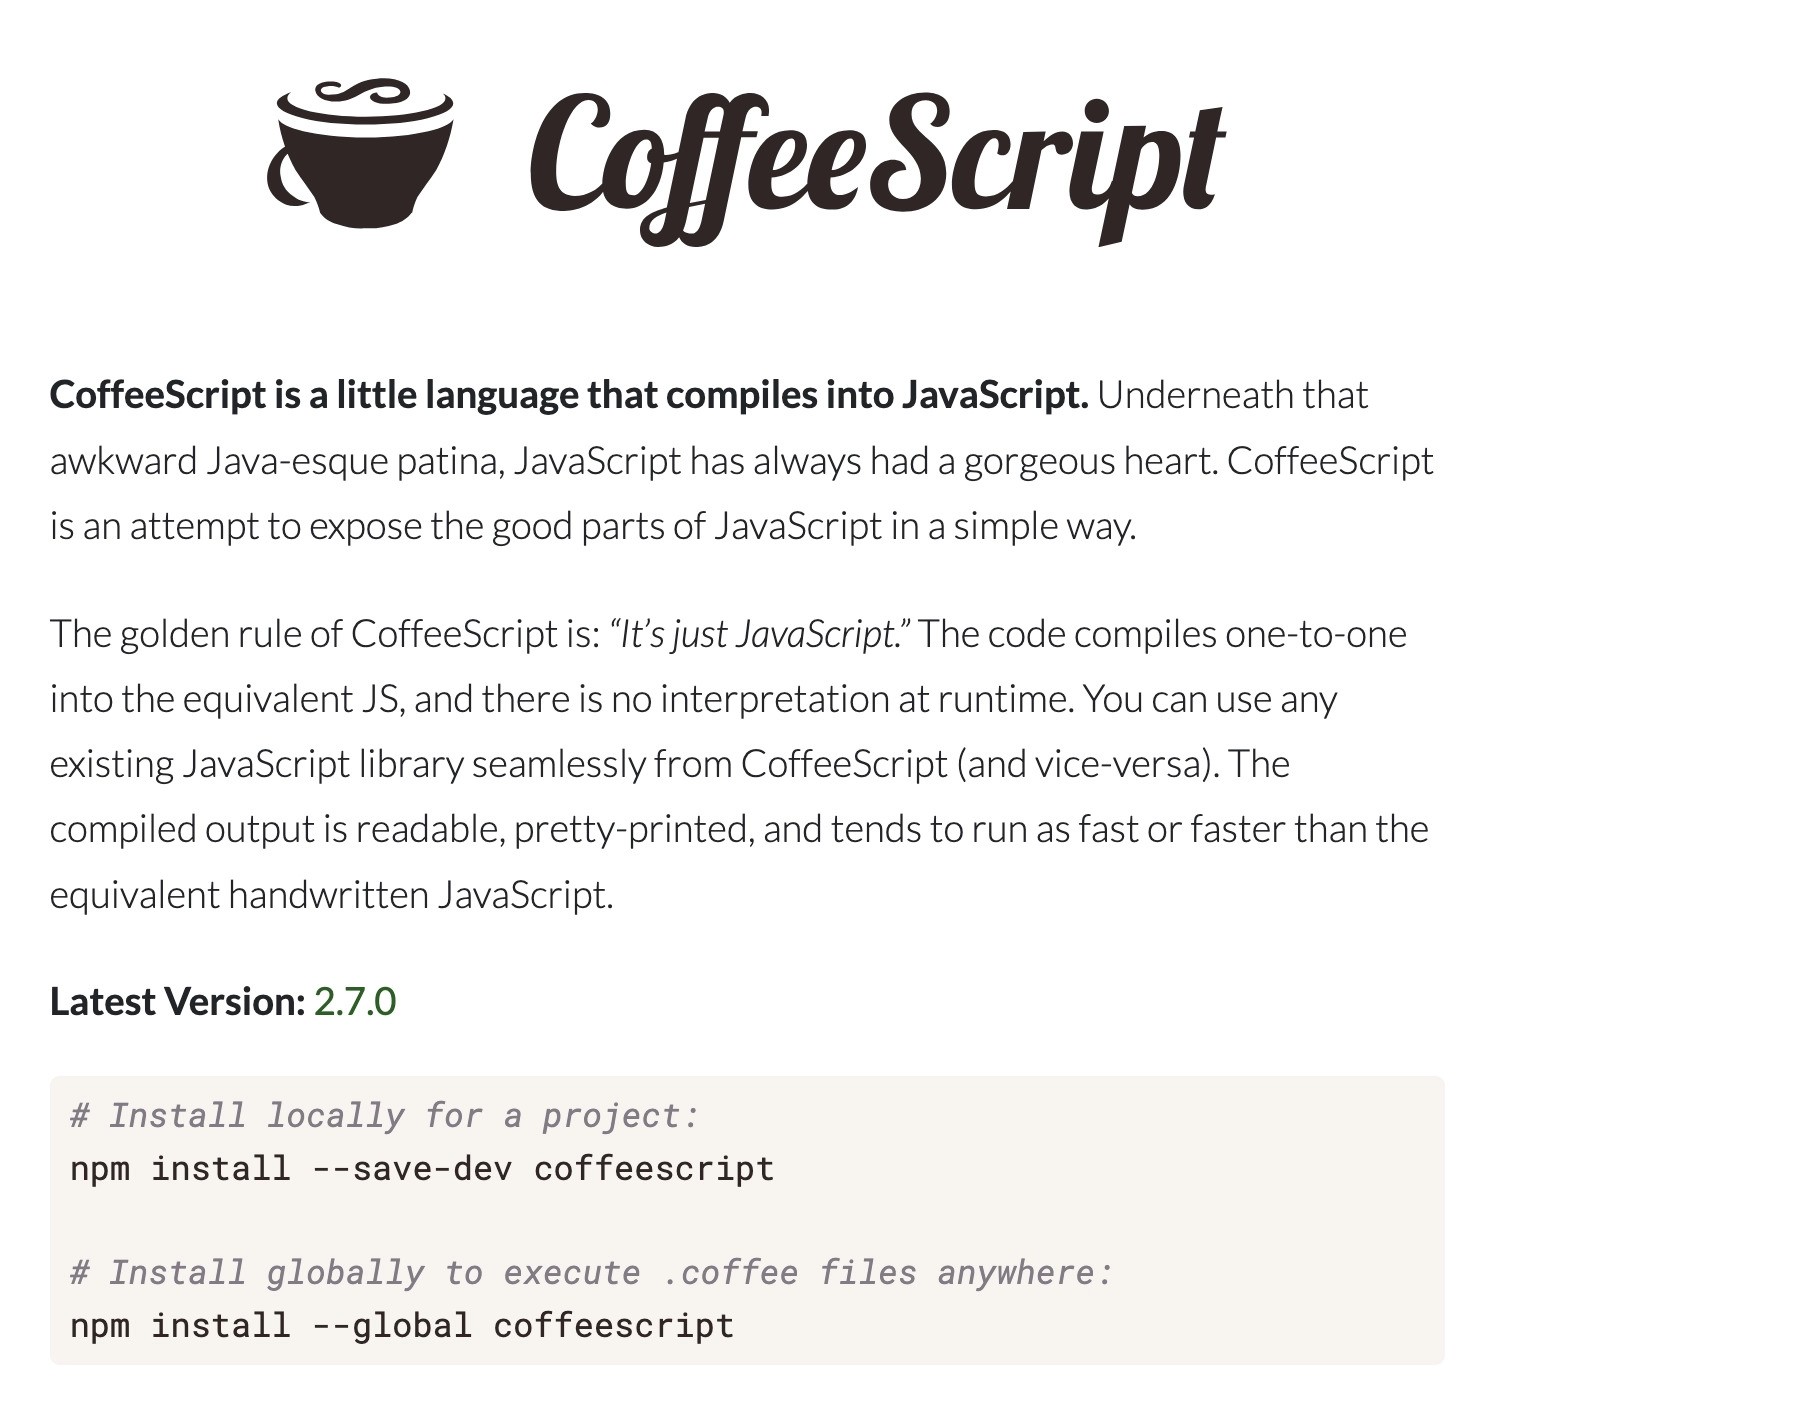 CoffeeScript
CoffeeScript is a little language that compiles into JavaScript. Underneath that
awkward Java-esque patina, JavaScript has always had a gorgeous heart. CoffeeScript
is an attempt to expose the good parts of JavaScript in a simple way.
The golden rule of CoffeeScript is: “It’s just JavaScript.” The code compiles one-to-one
into the equivalent JS, and there is no interpretation at runtime. You can use any
existing JavaScript library seamlessly from CoffeeScript (and vice-versa). The
compiled output is readable, pretty-printed, and tends to run as fast or faster than the
equivalent handwritten JavaScript.
Latest Version: 2.7.0
# Install locally for a project:
npm install --save-dev coffeescript
# Install globally to execute .coffee files anywhere:
npm install --global coffeescript